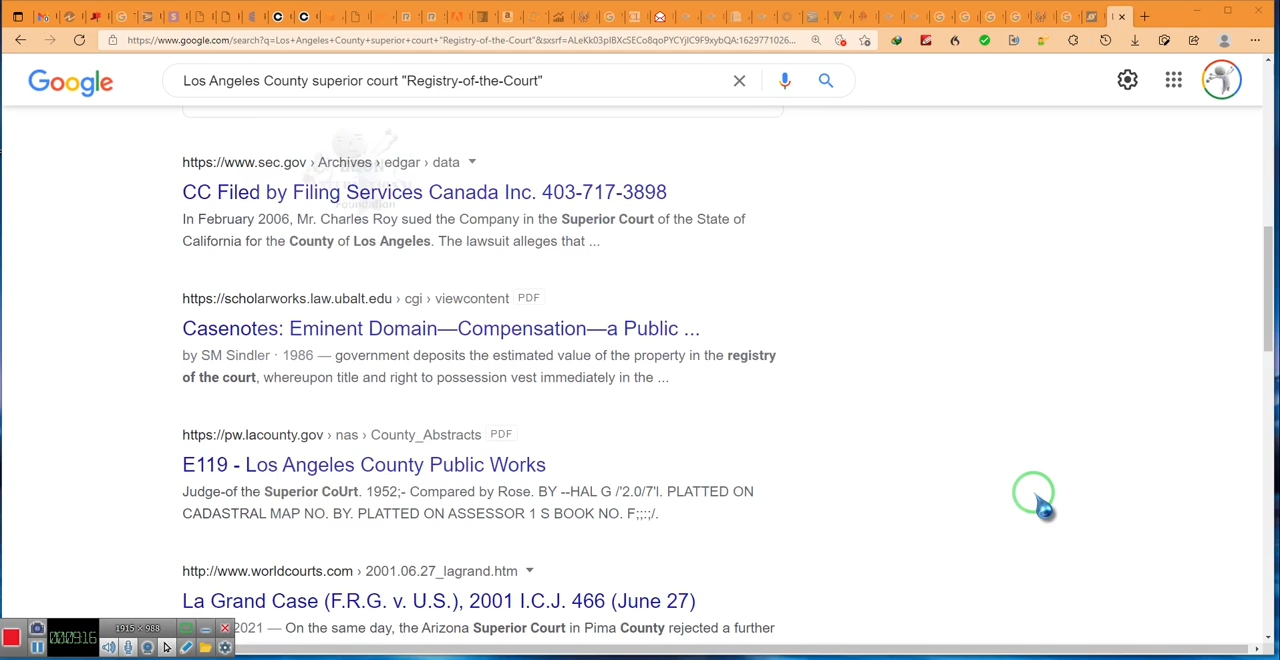 https://www.google.com/search?q=Los+Angeles+County+superior+court+"Registry-of-the-Court"&sxsrf=ALeKk03pIBXcSECo8qoPYCYjIC9F9xybQA:1629771026...
Google
Los Angeles County superior court "Registry-of-the-Court"
https://www.sec.gov › Archives › edgar › data
CC Filed by Filing Services Canada Inc. 403-717-3898
Foundation
In February 2006, Mr. Charles Roy sued the Company in the Superior Court of the State of
California for the County of Los Angeles. The lawsuit alleges that ...
https://scholarworks.law.ubalt.edu › cgi › viewcontent PDF
Casenotes: Eminent Domain—Compensation—a Public ...
by SM Sindler · 1986 — government deposits the estimated value of the property in the registry
of the court, whereupon title and right to possession vest immediately in the ...
https://pw.lacounty.gov › nas › County_Abstracts PDF
E119 - Los Angeles County Public Works
Judge-of the Superior CoUrt. 1952;- Compared by Rose. BY --HAL G /'2.0/7'l. PLATTED ON
CADASTRAL MAP NO. BY. PLATTED ON ASSESSOR 1 S BOOK NO. F;;:;/.
http://www.worldcourts.com › 2001.06.27_lagrand.htm
La Grand Case (F.R.G. v. U.S.), 2001 I.C.J. 466 (June 27)
2021 — On the same day, the Arizona Superior Court in Pima County rejected a further
1915 x 988